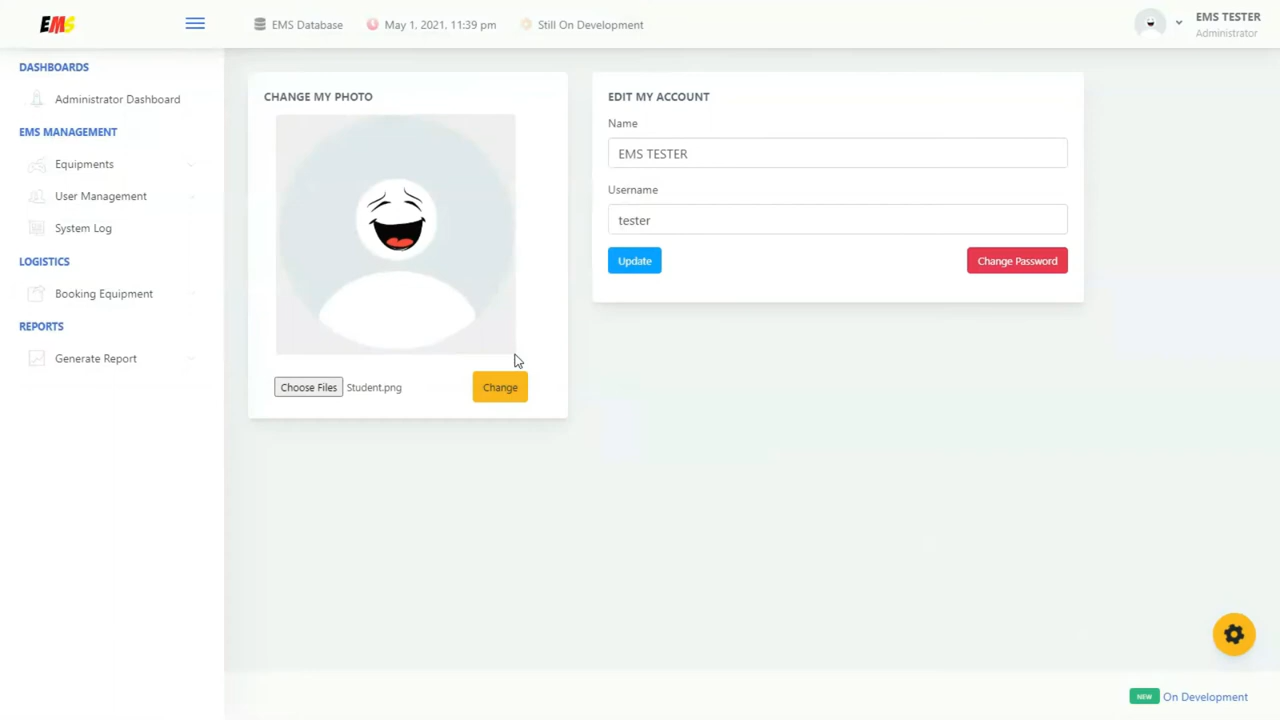 EMS
EMS Database
May 1, 2021, 11:39 pm
Still On Development
EMS TESTER
Administrator
DASHBOARDS
Administrator Dashboard
EMS MANAGEMENT
Equipments
User Management
System Log
LOGISTICS
Booking Equipment
REPORTS
Generate Report
CHANGE MY PHOTO
Choose Files Student.png
Change
EDIT MY ACCOUNT
Name
EMS TESTER
Username
tester
Update
Change Password
NEW On Development